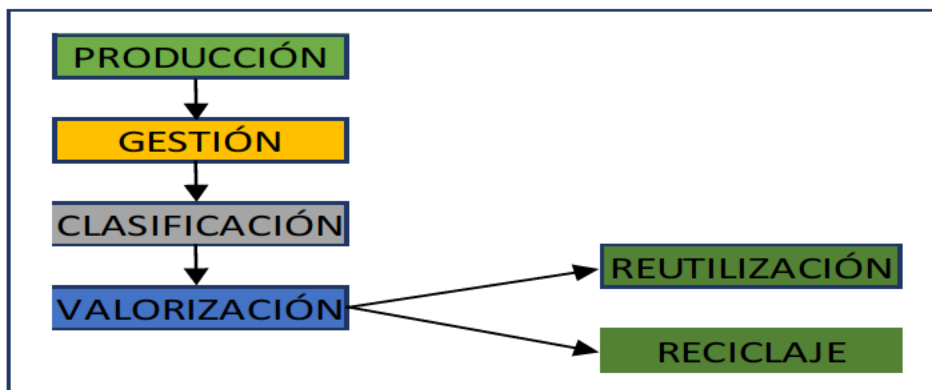 PRODUCCIÓN
GESTIÓN
CLASIFICACIÓN
VALORIZACIÓN
REUTILIZACIÓN
RECICLAJE